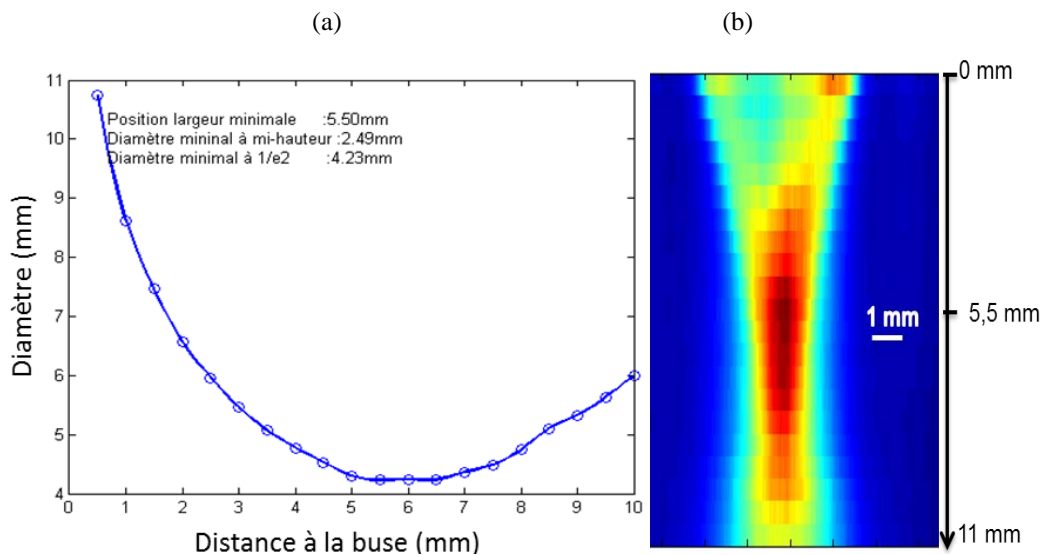 (a)
(b)
11
10
9
8
7
6
5
4
Diamètre (mm)
Position largeur minimale :5.50mm
Diamètre mininal à mi-hauteur :2.49mm
Diamètre minimal à 1/e2 :4.23mm
0 1 2 3 4 5 6 7 8 9 10
Distance à la buse (mm)
0 mm
5,5 mm
1 mm
11 mm